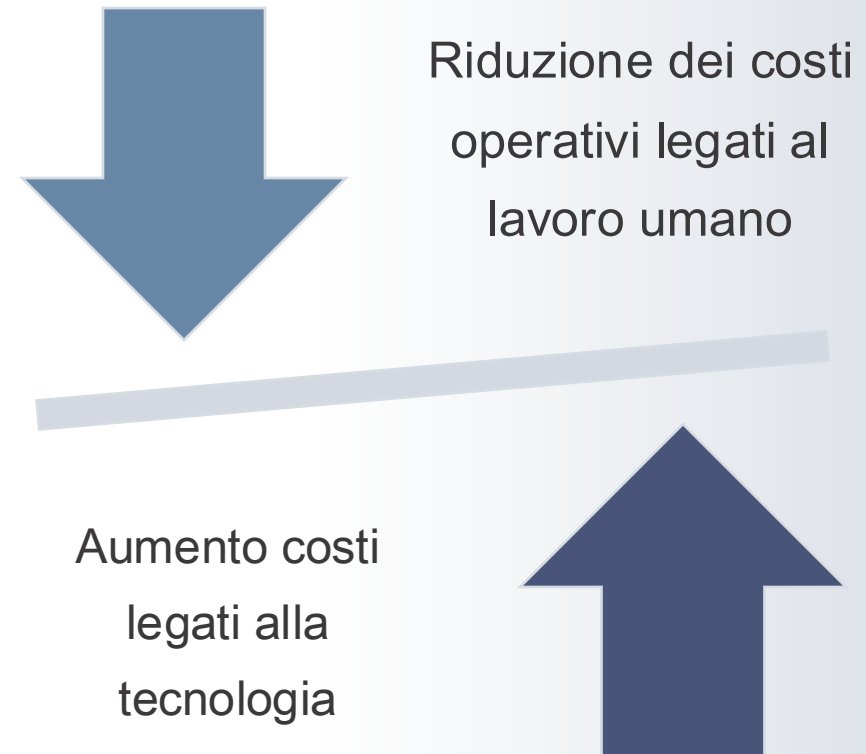 Riduzione dei costi
operativi legati al
lavoro umano
Aumento costi
legati alla
tecnologia